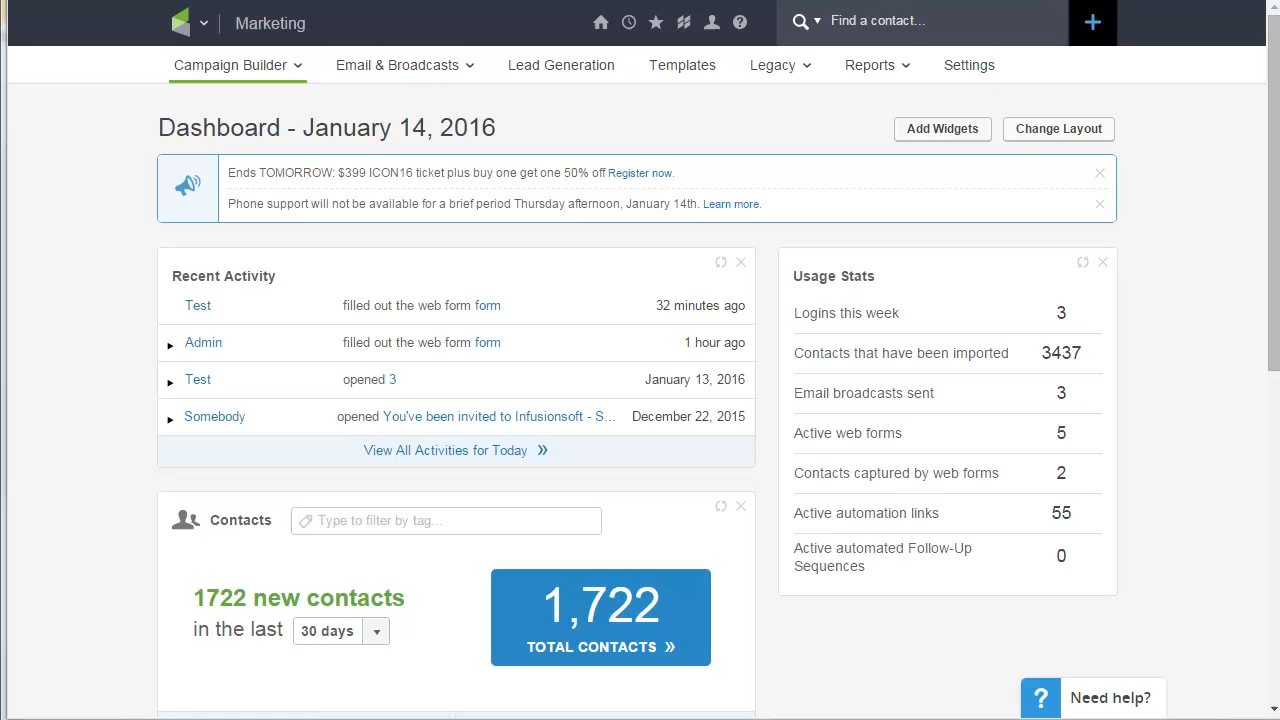 Marketing
Find a contact...
Campaign Builder
Email & Broadcasts
Lead Generation
Templates
Legacy
Reports
Settings
Dashboard - January 14, 2016
Add Widgets
Change Layout
Ends TOMORROW: $399 ICON16 ticket plus buy one get one 50% off Register now.
Phone support will not be available for a brief period Thursday afternoon, January 14th. Learn more.
Recent Activity
Test filled out the web form form 32 minutes ago
Admin filled out the web form form 1 hour ago
Test opened 3 January 13, 2016
Somebody opened You've been invited to Infusionsoft - S... December 22, 2015
View All Activities for Today »
Usage Stats
Logins this week 3
Contacts that have been imported 3437
Email broadcasts sent 3
Active web forms 5
Contacts captured by web forms 2
Active automation links 55
Active automated Follow-Up
Sequences 0
Contacts
Type to filter by tag...
1722 new contacts
in the last 30 days
1,722
TOTAL CONTACTS »
? Need help?